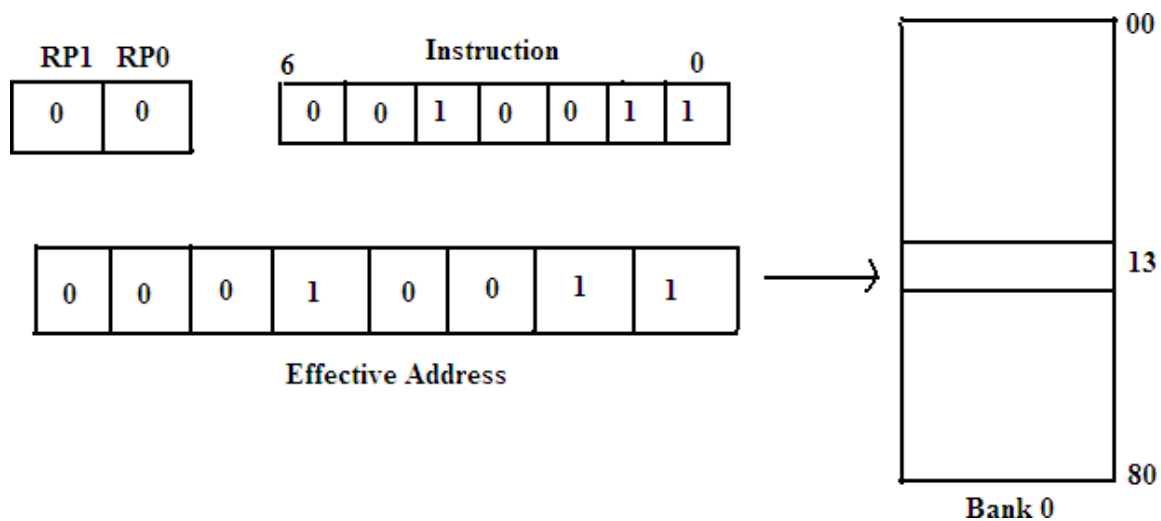 RP1 RP0
0 0
6 Instruction 0
0 0 1 0 0 1 1
0 0 0 1 0 0 1 1
Effective Address
00
13
80
Bank 0